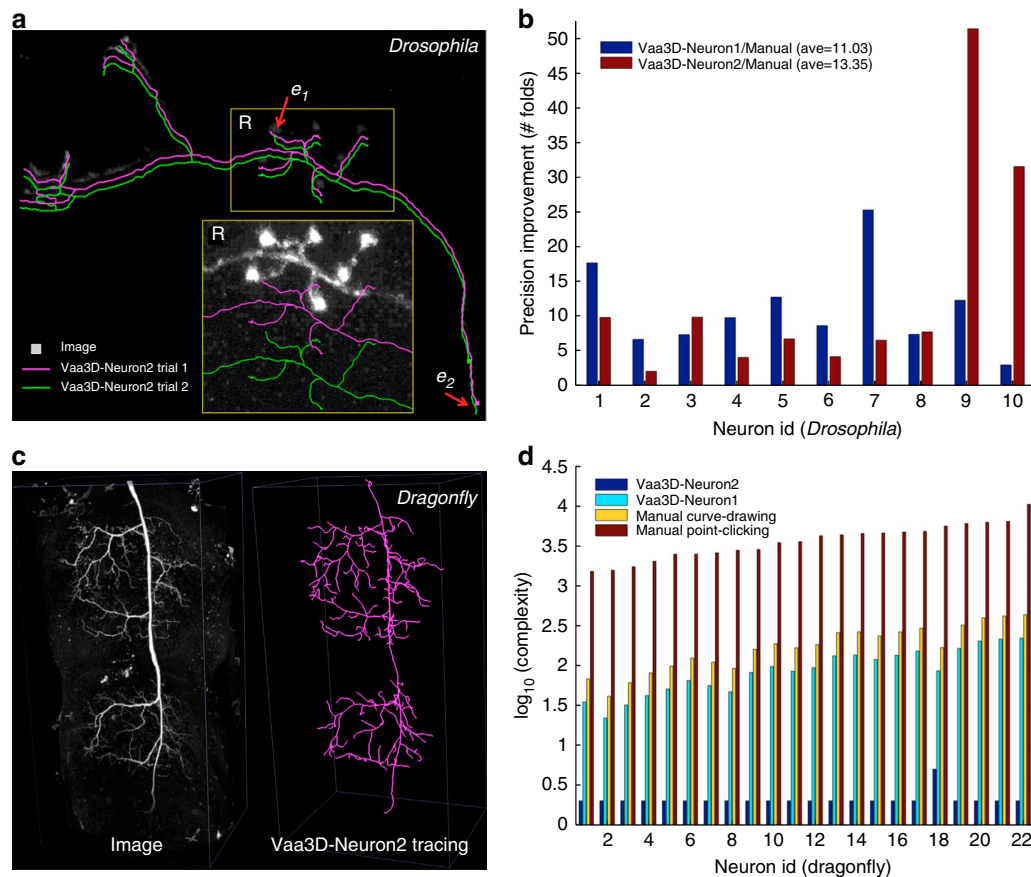 a
Drosophila
e1
R
R
Image
Vaa3D-Neuron2 trial 1
Vaa3D-Neuron2 trial 2
e2
b
50
45
40
35
30
25
20
15
10
5
0
Precision improvement (# folds)
Vaa3D-Neuron1/Manual (ave=11.03)
Vaa3D-Neuron2/Manual (ave=13.35)
1 2 3 4 5 6 7 8 9 10
Neuron id (Drosophila)
c
Dragonfly
Image
Vaa3D-Neuron2 tracing
d
4.5
4
3.5
3
2.5
2
1.5
1
0.5
0
log10 (complexity)
Vaa3D-Neuron2
Vaa3D-Neuron1
Manual curve-drawing
Manual point-clicking
2 4 6 8 10 12 14 16 18 20 22
Neuron id (dragonfly)